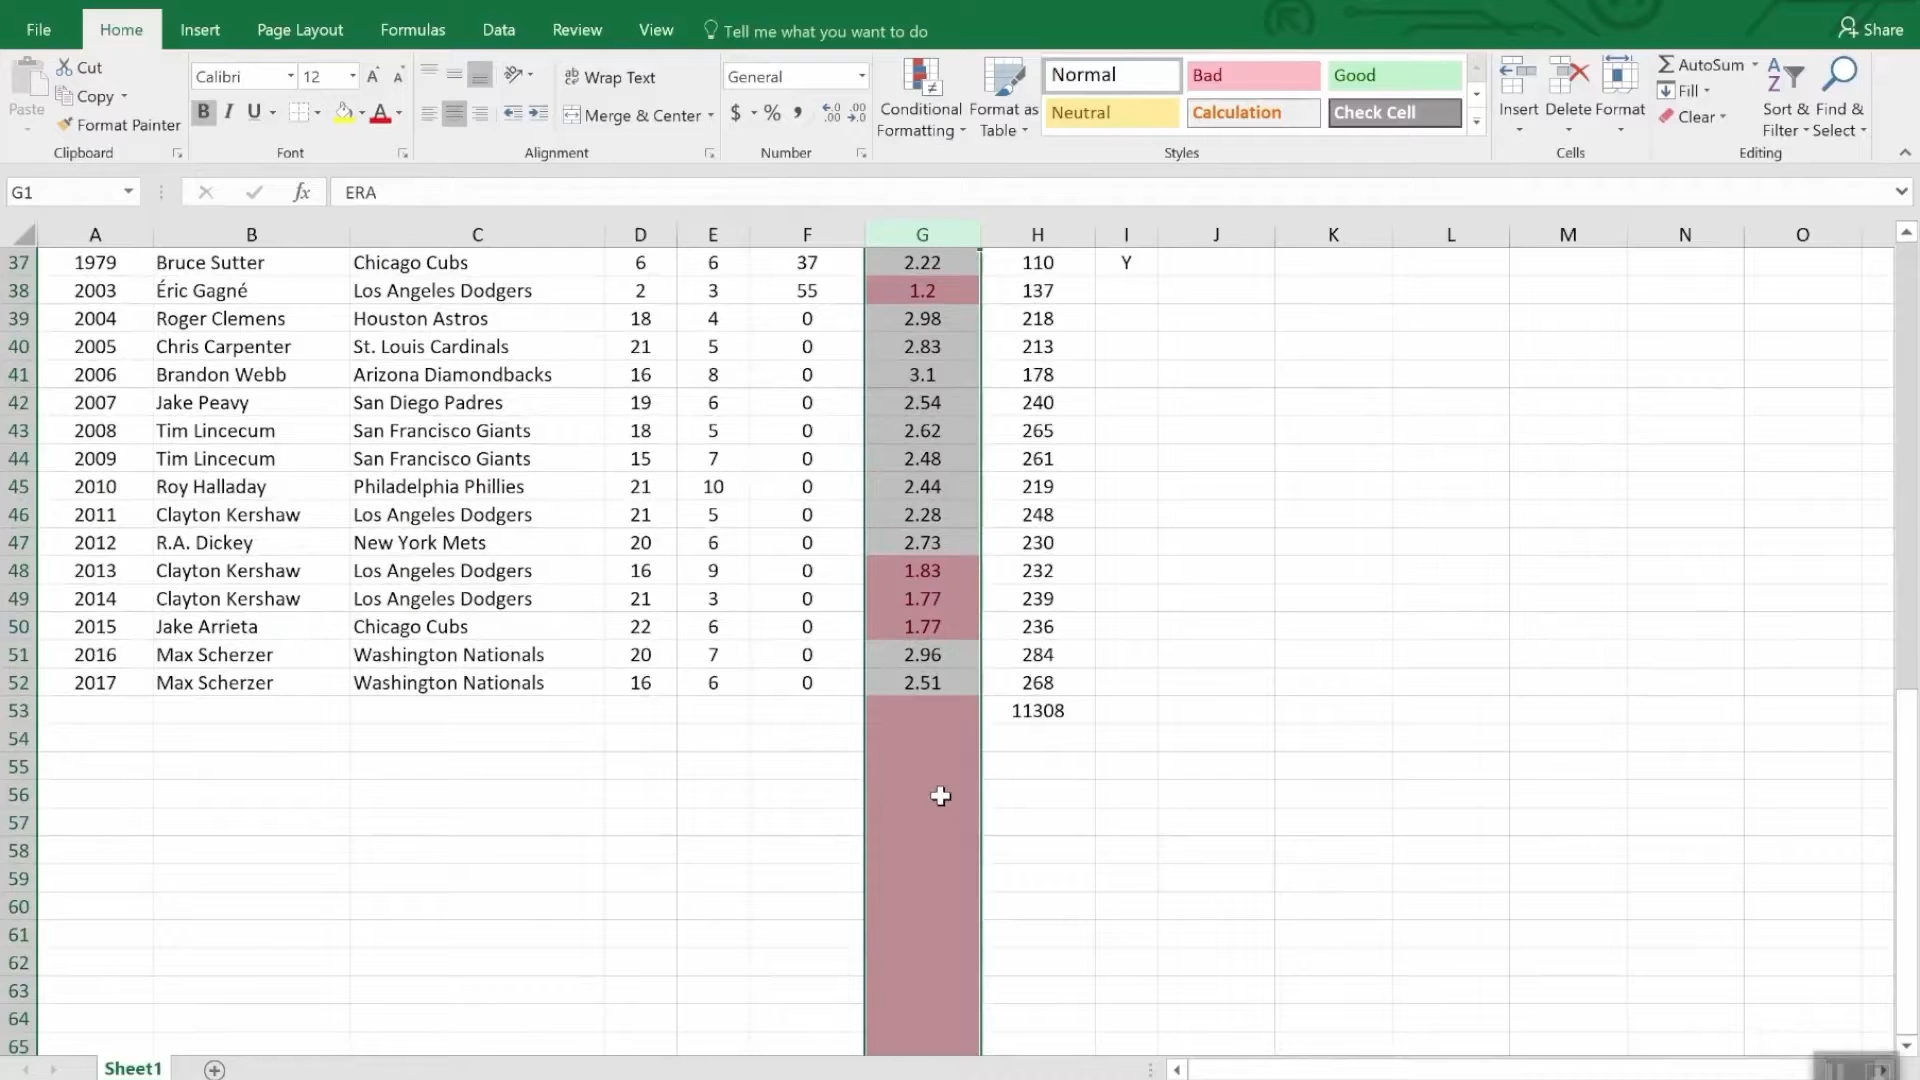 File Home Insert Page Layout Formulas Data Review View Tell me what you want to do Share
Cut
Copy
Format Painter
Paste
Clipboard
Calibri 12 A A
B I U A
Font
Wrap Text
Merge & Center
Alignment
General
$ % , .0 .00 .00 .0
Number
Conditional Formatting
Format as Table
Normal Bad Good
Neutral Calculation Check Cell
Styles
Insert Delete Format
Cells
AutoSum
Fill
Clear
Sort & Filter
Find & Select
Editing
G1 fx ERA
A B C D E F G H I J K L M N O
37 1979 Bruce Sutter Chicago Cubs 6 6 37 2.22 110 Y
38 2003 Éric Gagné Los Angeles Dodgers 2 3 55 1.2 137
39 2004 Roger Clemens Houston Astros 18 4 0 2.98 218
40 2005 Chris Carpenter St. Louis Cardinals 21 5 0 2.83 213
41 2006 Brandon Webb Arizona Diamondbacks 16 8 0 3.1 178
42 2007 Jake Peavy San Diego Padres 19 6 0 2.54 240
43 2008 Tim Lincecum San Francisco Giants 18 5 0 2.62 265
44 2009 Tim Lincecum San Francisco Giants 15 7 0 2.48 261
45 2010 Roy Halladay Philadelphia Phillies 21 10 0 2.44 219
46 2011 Clayton Kershaw Los Angeles Dodgers 21 5 0 2.28 248
47 2012 R.A. Dickey New York Mets 20 6 0 2.73 230
48 2013 Clayton Kershaw Los Angeles Dodgers 16 9 0 1.83 232
49 2014 Clayton Kershaw Los Angeles Dodgers 21 3 0 1.77 239
50 2015 Jake Arrieta Chicago Cubs 22 6 0 1.77 236
51 2016 Max Scherzer Washington Nationals 20 7 0 2.96 284
52 2017 Max Scherzer Washington Nationals 16 6 0 2.51 268
53 11308
54
55
56
57
58
59
60
61
62
63
64
65
Sheet1